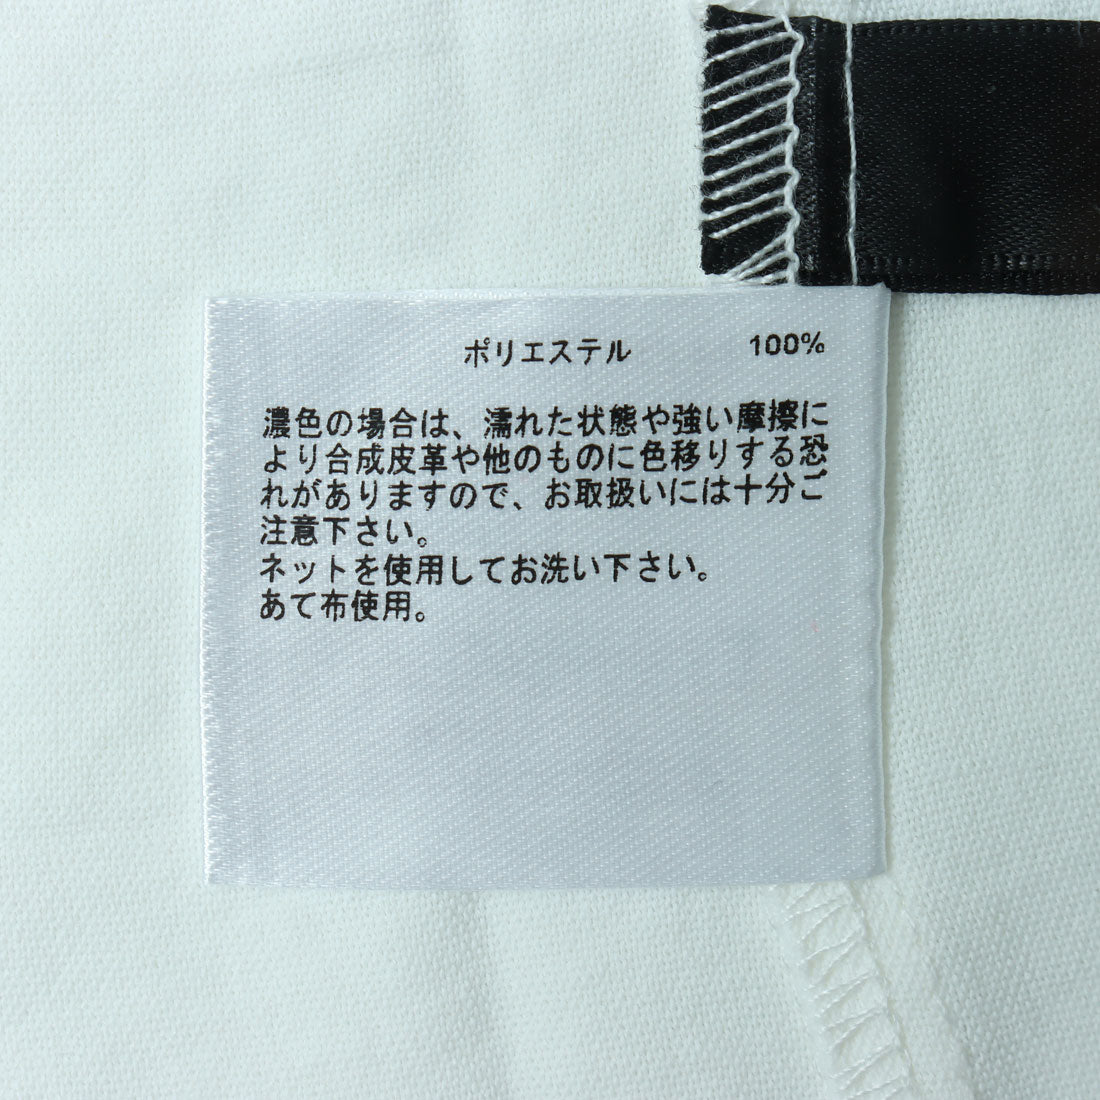 ポリエステル 100%
濃色の場合は、濡れた状態や強い摩擦に
より合成皮革や他のものに色移りする恐
れがありますので、お取扱いには十分ご
注意下さい。
ネットを使用してお洗い下さい。
あて布使用。